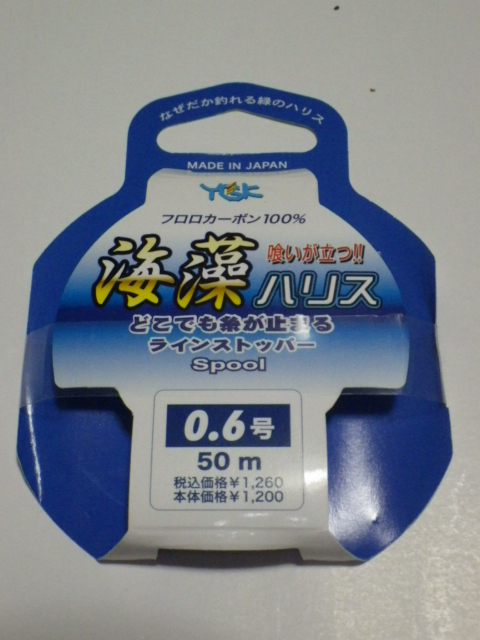 なぜだか釣れる緑のハリス
MADE IN JAPAN
YGK
フロロカーボン100%
喰いが立つ!!
海藻ハリス
どこでも糸が止まる
ラインストッパー
Spool
0.6号
50 m
税込価格¥1,260
本体価格¥1,200